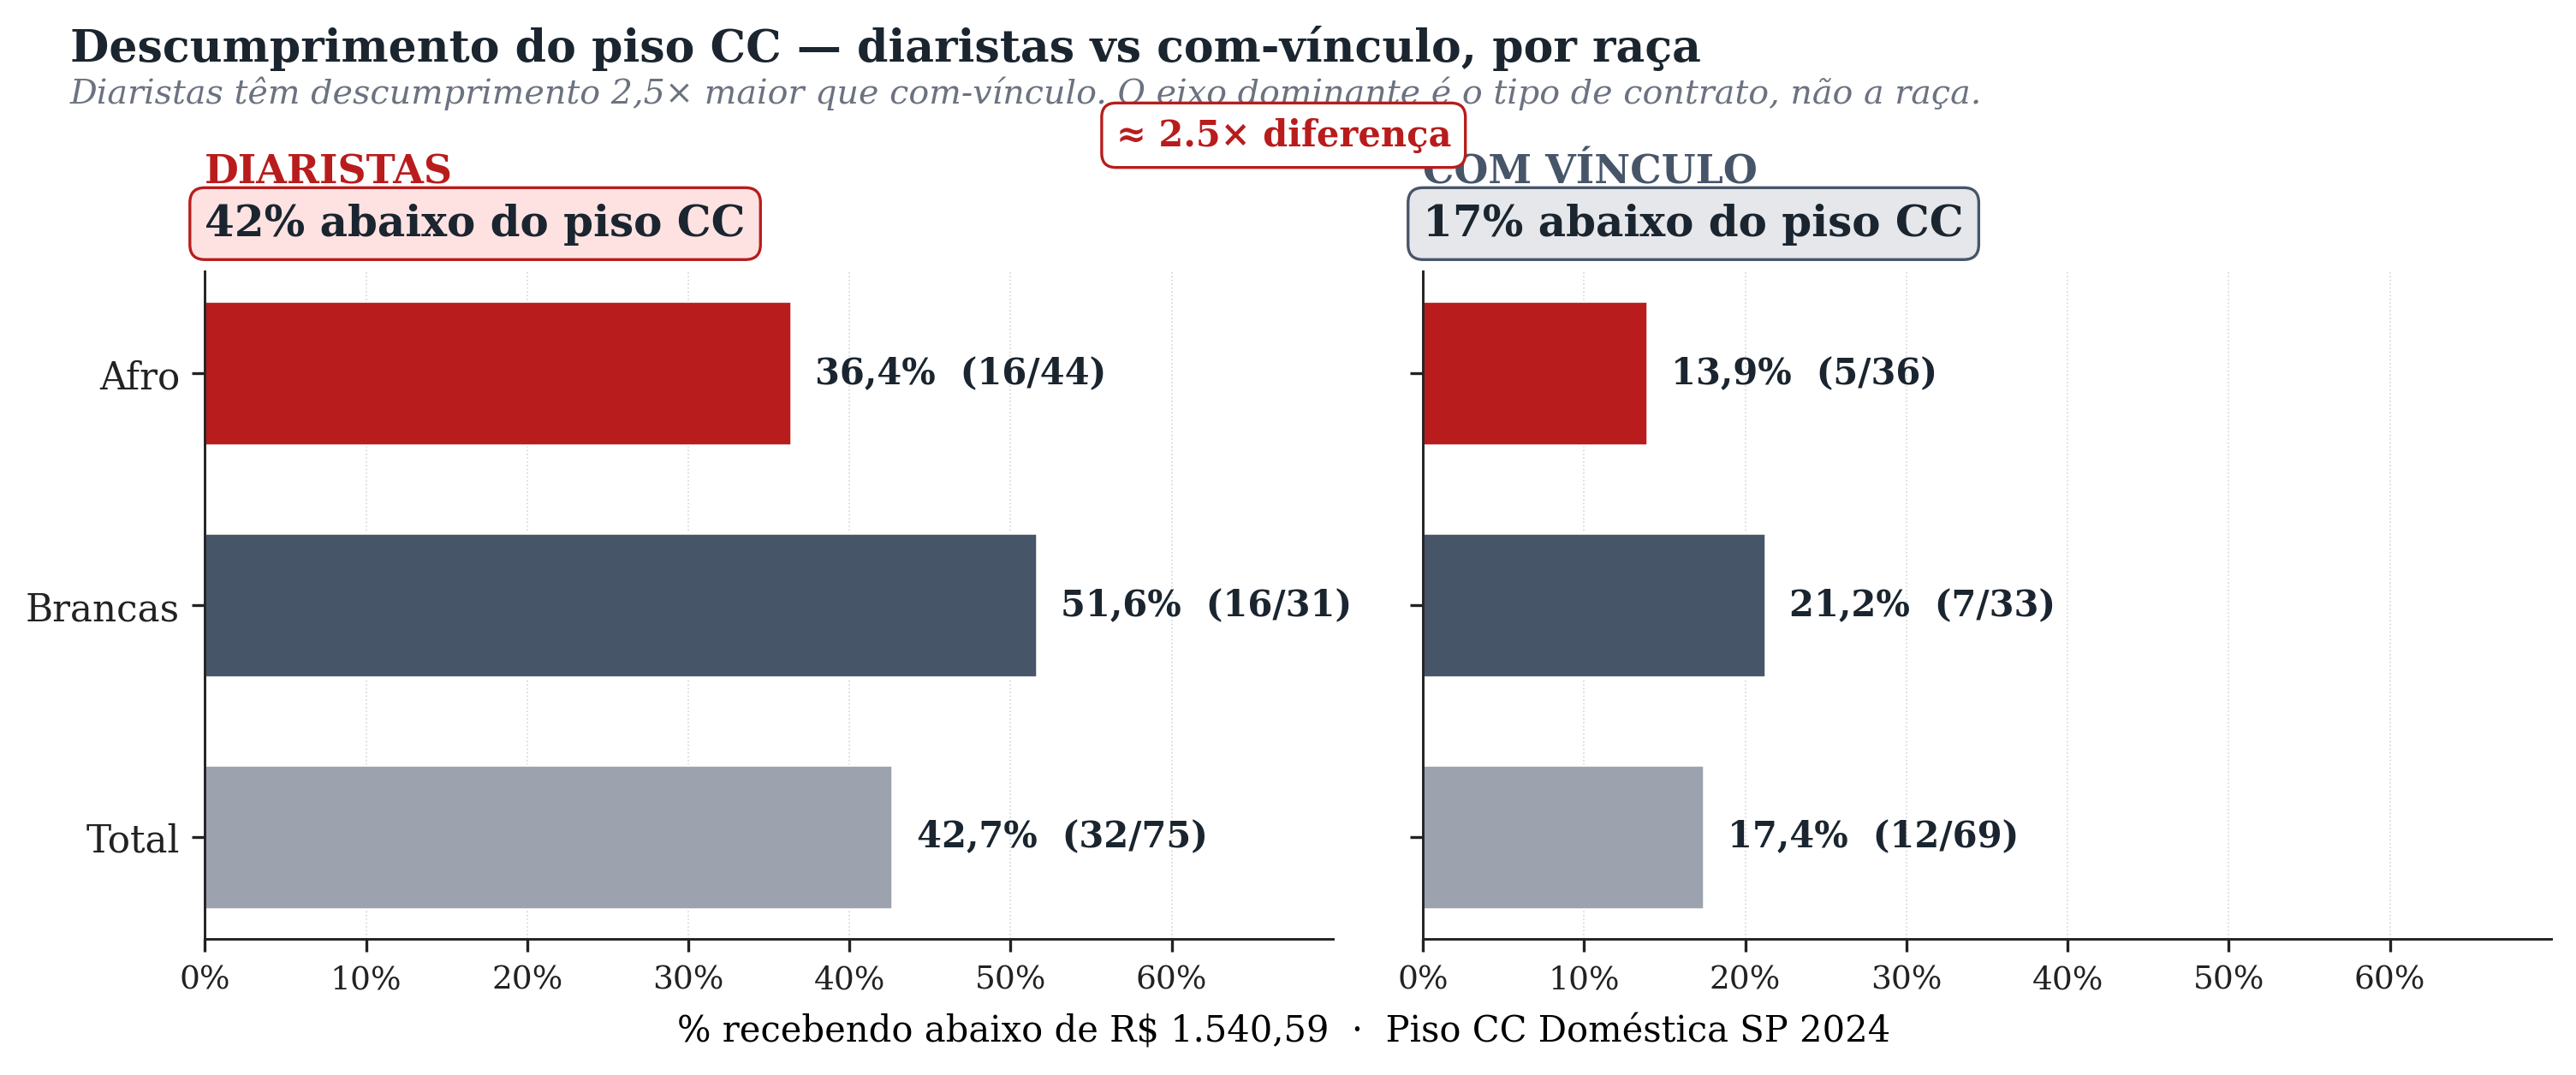 Descumprimento do piso CC — diaristas vs com-vínculo, por raça
Diaristas têm descumprimento 2,5× maior que com-vínculo. O eixo dominante é o tipo de contrato, não a raça.
≈ 2.5× diferença
DIARISTAS
42% abaixo do piso CC
COM VÍNCULO
17% abaixo do piso CC
Afro
36,4% (16/44)
13,9% (5/36)
Brancas
51,6% (16/31)
21,2% (7/33)
Total
42,7% (32/75)
17,4% (12/69)
0% 10% 20% 30% 40% 50% 60%
0% 10% 20% 30% 40% 50% 60%
% recebendo abaixo de R$ 1.540,59 · Piso CC Doméstica SP 2024